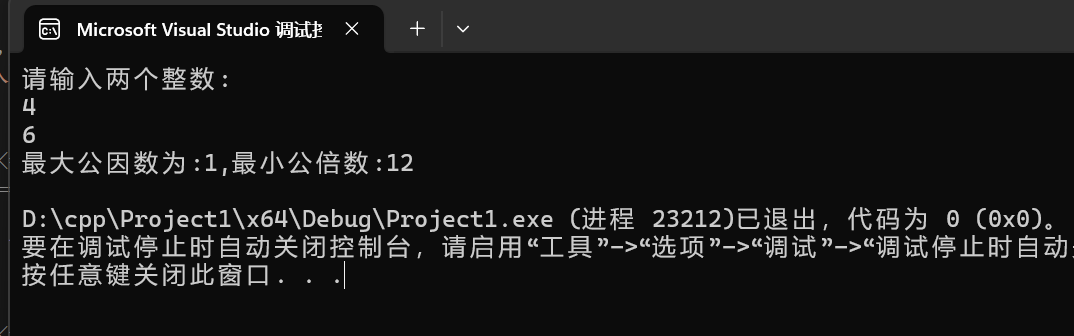 Microsoft Visual Studio 调试
请输入两个整数:
4
6
最大公因数为:1,最小公倍数:12
D:\cpp\Project1\x64\Debug\Project1.exe (进程 23212)已退出，代码为 0 (0x0)。
要在调试停止时自动关闭控制台，请启用“工具”->“选项”->“调试”->“调试停止时自动
按任意键关闭此窗口. . .